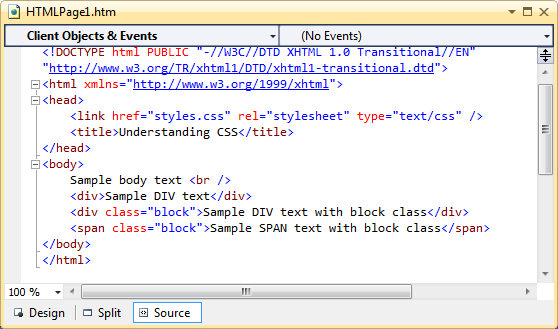 HTMLPage1.htm
Client Objects & Events (No Events)
<!DOCTYPE html PUBLIC "-//W3C//DTD XHTML 1.0 Transitional//EN"
"http://www.w3.org/TR/xhtml1/DTD/xhtml1-transitional.dtd">
<html xmlns="http://www.w3.org/1999/xhtml">
<head>
<link href="styles.css" rel="stylesheet" type="text/css" />
<title>Understanding CSS</title>
</head>
<body>
Sample body text <br />
<div>Sample DIV text</div>
<div class="block">Sample DIV text with block class</div>
<span class="block">Sample SPAN text with block class</span>
</body>
</html>
100 %
Design Split Source